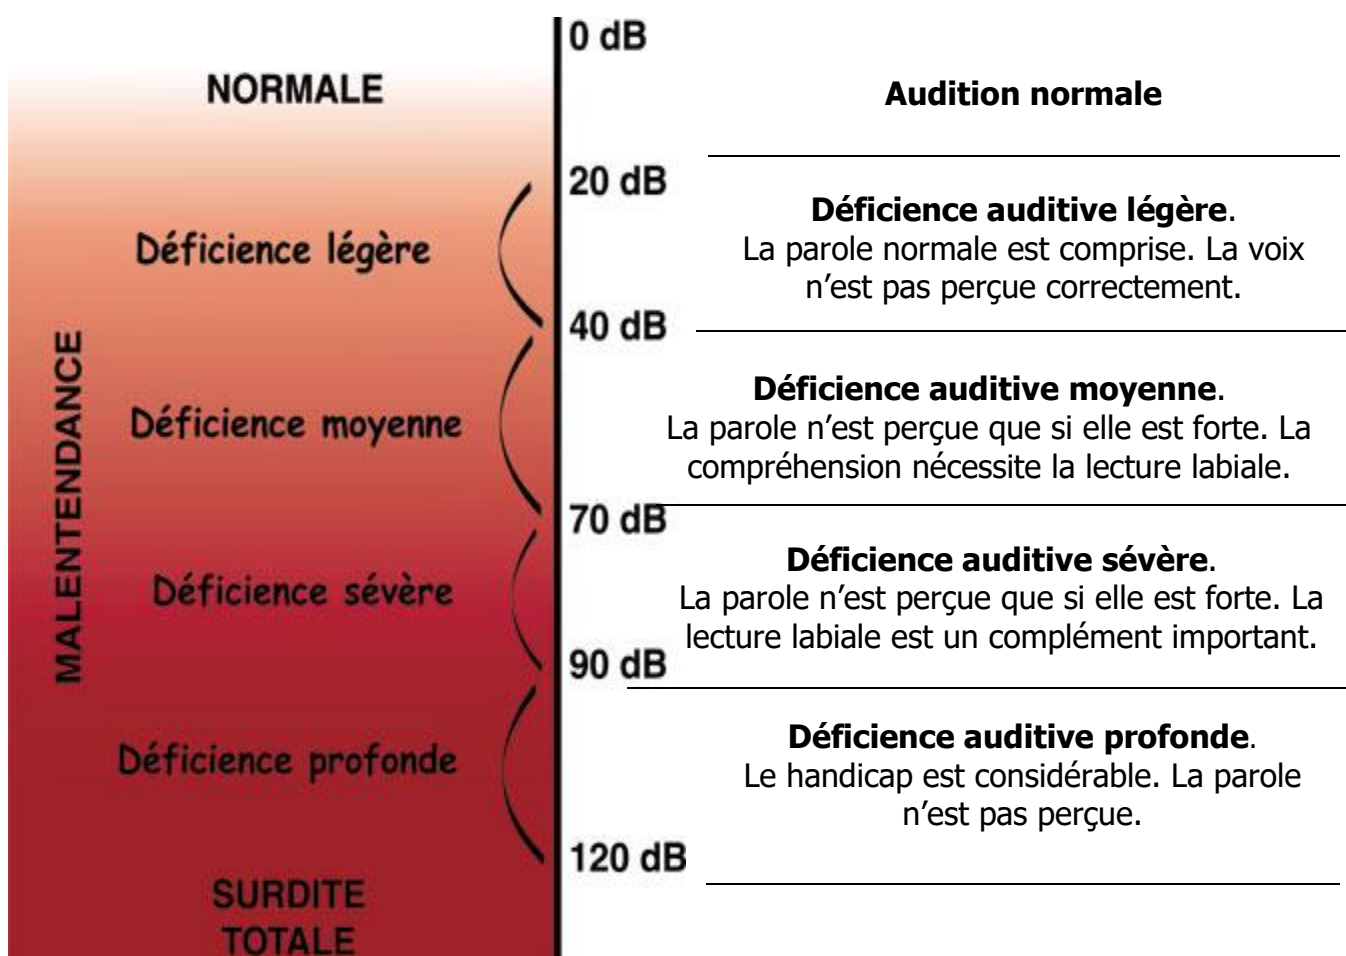 0 dB
NORMALE
Audition normale
20 dB
Déficience légère
Déficience auditive légère.
La parole normale est comprise. La voix
n’est pas perçue correctement.
40 dB
MALENTENDANCE
Déficience moyenne
Déficience auditive moyenne.
La parole n’est perçue que si elle est forte. La
compréhension nécessite la lecture labiale.
70 dB
Déficience sévère
Déficience auditive sévère.
La parole n’est perçue que si elle est forte. La
lecture labiale est un complément important.
90 dB
Déficience profonde
Déficience auditive profonde.
Le handicap est considérable. La parole
n’est pas perçue.
120 dB
SURDITE
TOTALE